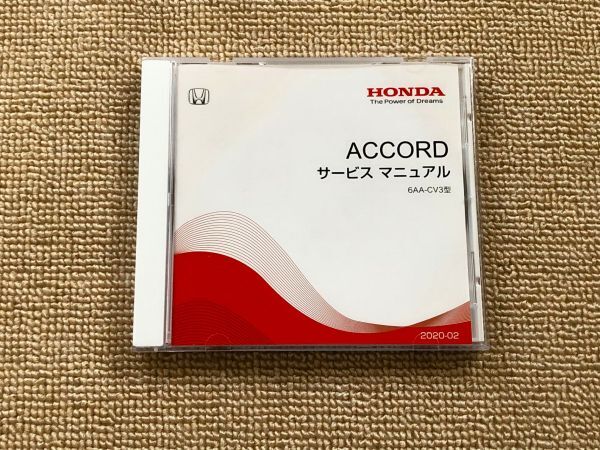 HONDA
The Power of Dreams
ACCORD
サービス マニュアル
6AA-CV3型
2020-02